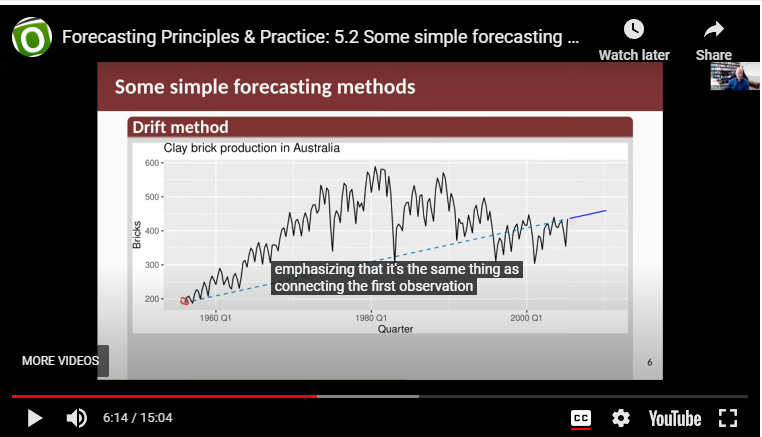 Forecasting Principles & Practice: 5.2 Some simple forecasting ...
Watch later
Share
Some simple forecasting methods
Drift method
Clay brick production in Australia
600
500
400
300
200
Bricks
emphasizing that it's the same thing as
connecting the first observation
1960 Q1
1980 Q1
2000 Q1
Quarter
MORE VIDEOS
6
6:14 / 15:04
CC
YouTube